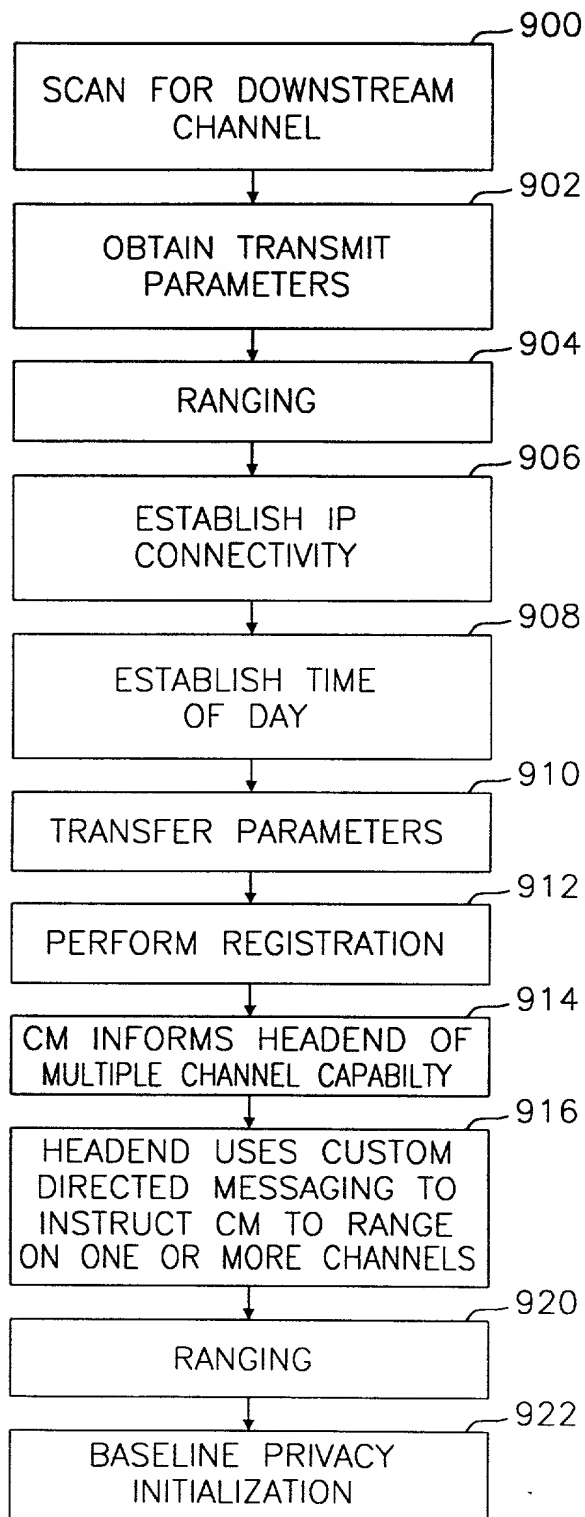 900
SCAN FOR DOWNSTREAM
CHANNEL
902
OBTAIN TRANSMIT
PARAMETERS
904
RANGING
906
ESTABLISH IP
CONNECTIVITY
908
ESTABLISH TIME
OF DAY
910
TRANSFER PARAMETERS
912
PERFORM REGISTRATION
914
CM INFORMS HEADEND OF
MULTIPLE CHANNEL CAPABILTY
916
HEADEND USES CUSTOM
DIRECTED MESSAGING TO
INSTRUCT CM TO RANGE
ON ONE OR MORE CHANNELS
920
RANGING
922
BASELINE PRIVACY
INITIALIZATION